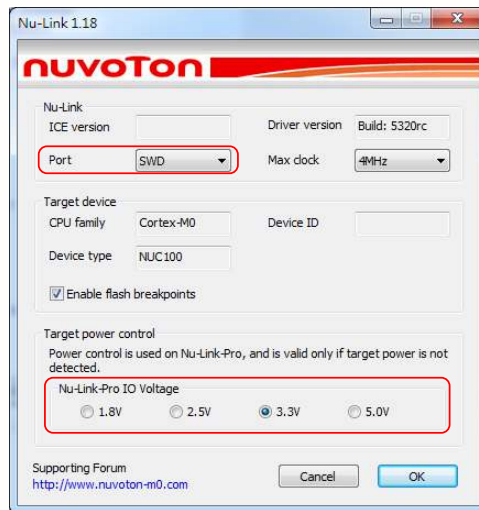 Nu-Link 1.18
nuvoTon
Nu-Link
ICE version Driver version Build: 5320rc
Port SWD Max clock 4MHz
Target device
CPU family Cortex-M0 Device ID
Device type NUC100
Enable flash breakpoints
Target power control
Power control is used on Nu-Link-Pro, and is valid only if target power is not
detected.
Nu-Link-Pro IO Voltage
1.8V 2.5V 3.3V 5.0V
Supporting Forum
http://www.nuvoton-m0.com
Cancel OK